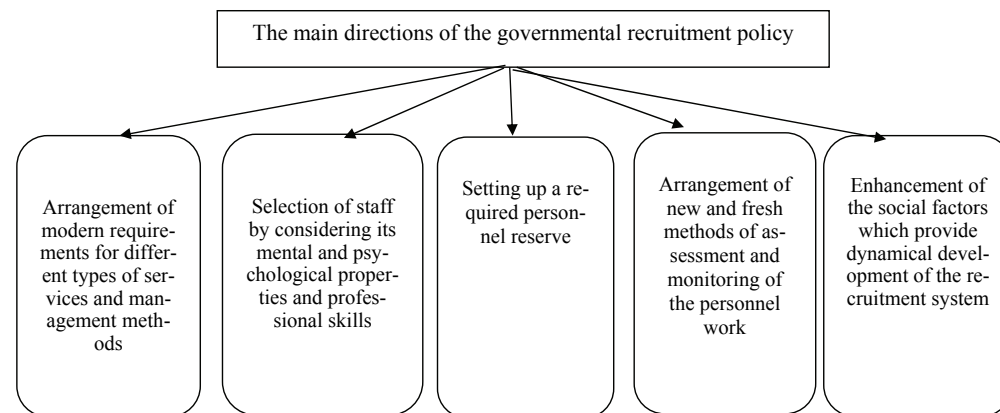 The main directions of the governmental recruitment policy
Arrangement of
modern require-
ments for differ-
ent types of ser-
vices and man-
agement meth-
ods
Selection of staff
by considering its
mental and psy-
chological proper-
ties and profes-
sional skills
Setting up a re-
quired person-
nel reserve
Arrangement of
new and fresh
methods of as-
sessment and
monitoring of
the personnel
work
Enhancement of
the social factors
which provide
dynamical devel-
opment of the re-
cruitment system